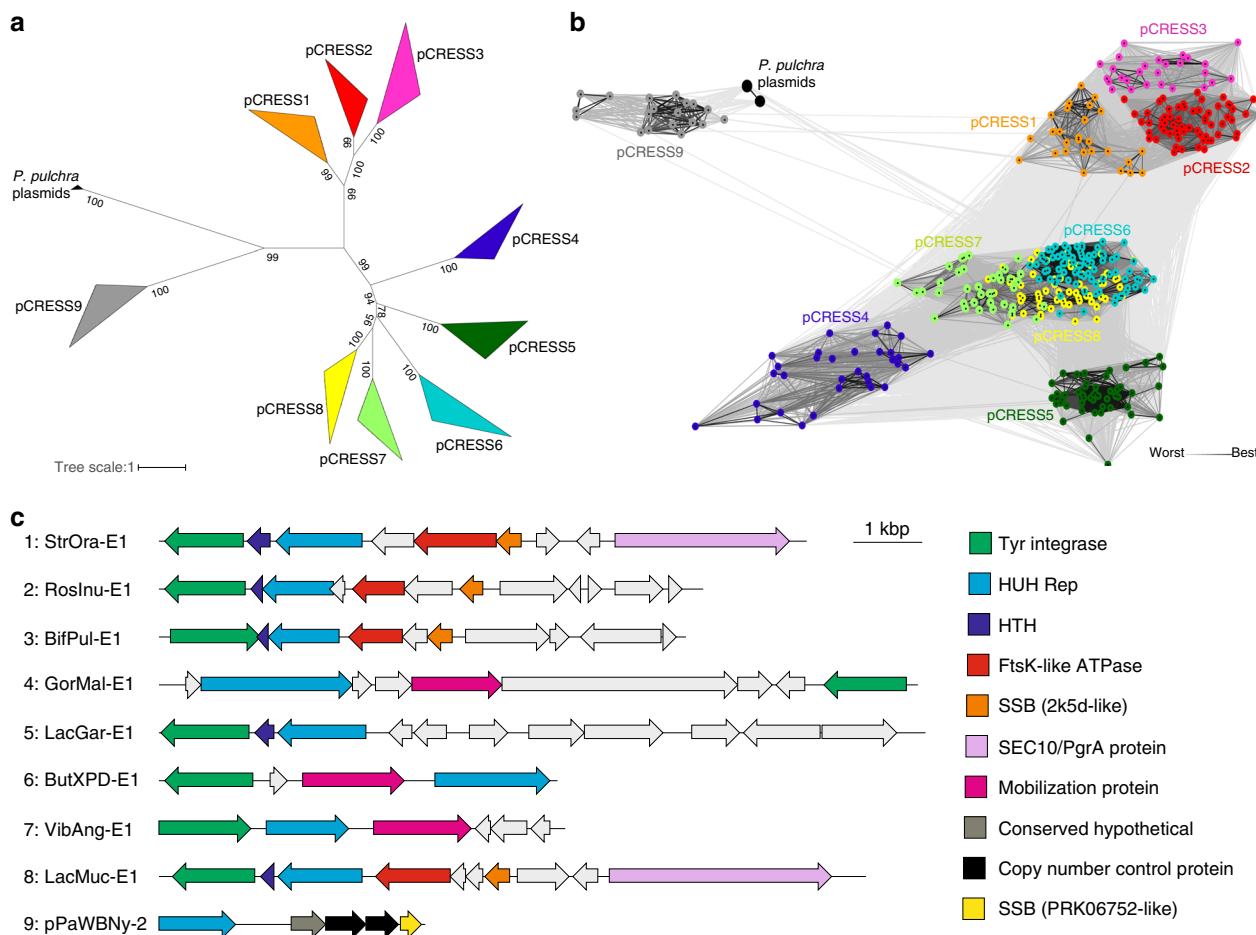 a
pCRESS2
pCRESS3
pCRESS1
99
100
100
99
66
P. pulchra
plasmids
100
99
pCRESS4
99
100
pCRESS9
100
94
78
95
100
pCRESS5
100
100
100
pCRESS8
pCRESS7
pCRESS6
Tree scale:1
b
pCRESS3
P. pulchra
plasmids
pCRESS1
pCRESS9
pCRESS2
pCRESS6
pCRESS7
pCRESS4
pCRESS8
pCRESS5
Worst
Best
c
1 kbp
1: StrOra-E1
2: RosInu-E1
3: BifPul-E1
4: GorMal-E1
5: LacGar-E1
6: ButXPD-E1
7: VibAng-E1
8: LacMuc-E1
9: pPaWBNy-2
Tyr integrase
HUH Rep
HTH
FtsK-like ATPase
SSB (2k5d-like)
SEC10/PgrA protein
Mobilization protein
Conserved hypothetical
Copy number control protein
SSB (PRK06752-like)